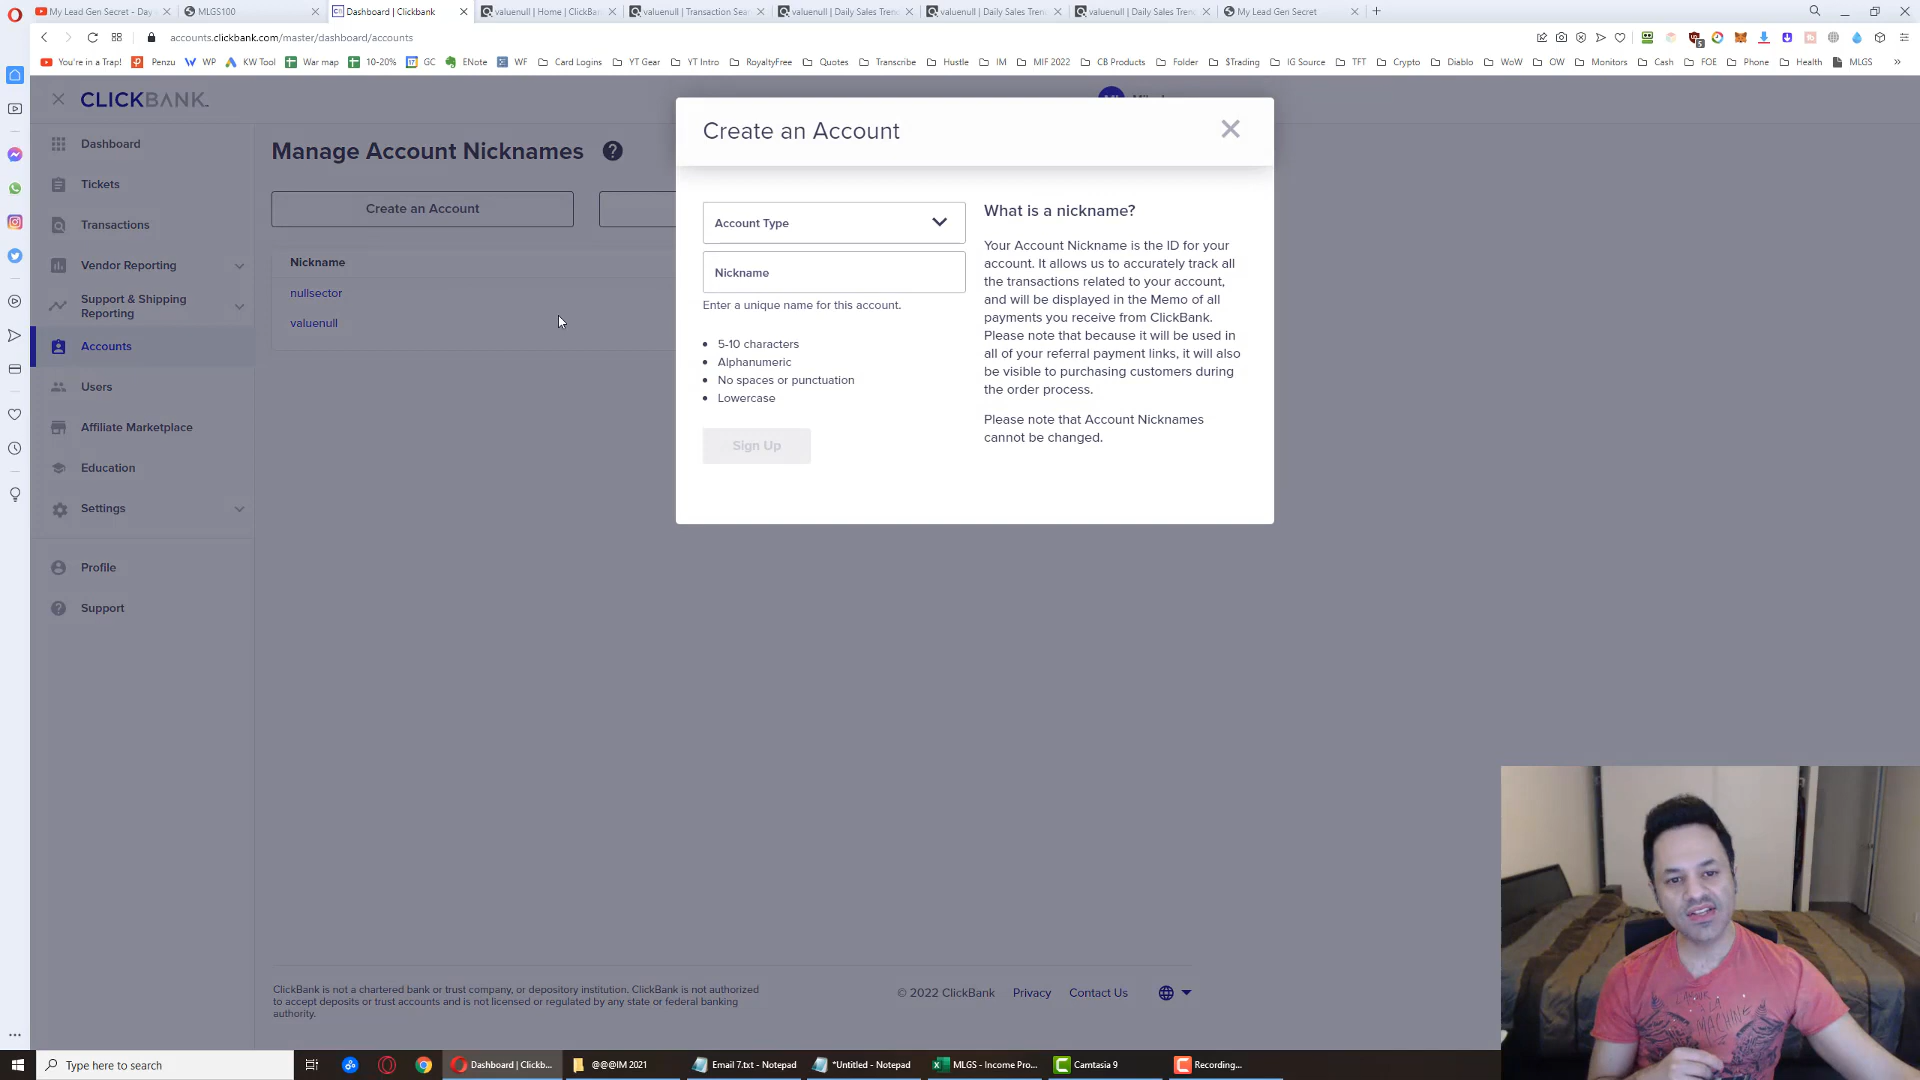 My Lead Gen Secret - Day
MLGS100
Dashboard | Clickbank
valuenull | Home | ClickBan
valuenull | Transaction Sear
valuenull | Daily Sales Tren
valuenull | Daily Sales Tren
valuenull | Daily Sales Tren
My Lead Gen Secret
accounts.clickbank.com/master/dashboard/accounts
You're in a Trap!
Penzu
WP
KW Tool
War map
10-20%
GC
ENote
WF
Card Logins
YT Gear
YT Intro
RoyaltyFree
Quotes
Transcribe
Hustle
IM
MIF 2022
CB Products
Folder
$Trading
IG Source
TFT
Crypto
Diablo
WoW
OW
Monitors
Cash
FOE
Phone
Health
MLGS
CLICKBANK
Dashboard
Tickets
Transactions
Vendor Reporting
Support & Shipping
Reporting
Accounts
Users
Affiliate Marketplace
Education
Settings
Profile
Support
Manage Account Nicknames
Create an Account
Nickname
nullsector
valuenull
Create an Account
Account Type
Nickname
Enter a unique name for this account.
• 5-10 characters
• Alphanumeric
• No spaces or punctuation
• Lowercase
Sign Up
What is a nickname?
Your Account Nickname is the ID for your
account. It allows us to accurately track all
the transactions related to your account,
and will be displayed in the Memo of all
payments you receive from ClickBank.
Please note that because it will be used in
all of your referral payment links, it will also
be visible to purchasing customers during
the order process.
Please note that Account Nicknames
cannot be changed.
ClickBank is not a chartered bank or trust company, or depository institution. ClickBank is not authorized
to accept deposits or trust accounts and is not licensed or regulated by any state or federal banking
authority.
© 2022 ClickBank
Privacy
Contact Us
MACHINE
Type here to search
Dashboard | Clickb...
@@@IM 2021
Email 7.txt - Notepad
*Untitled - Notepad
MLGS - Income Pro...
Camtasia 9
Recording...